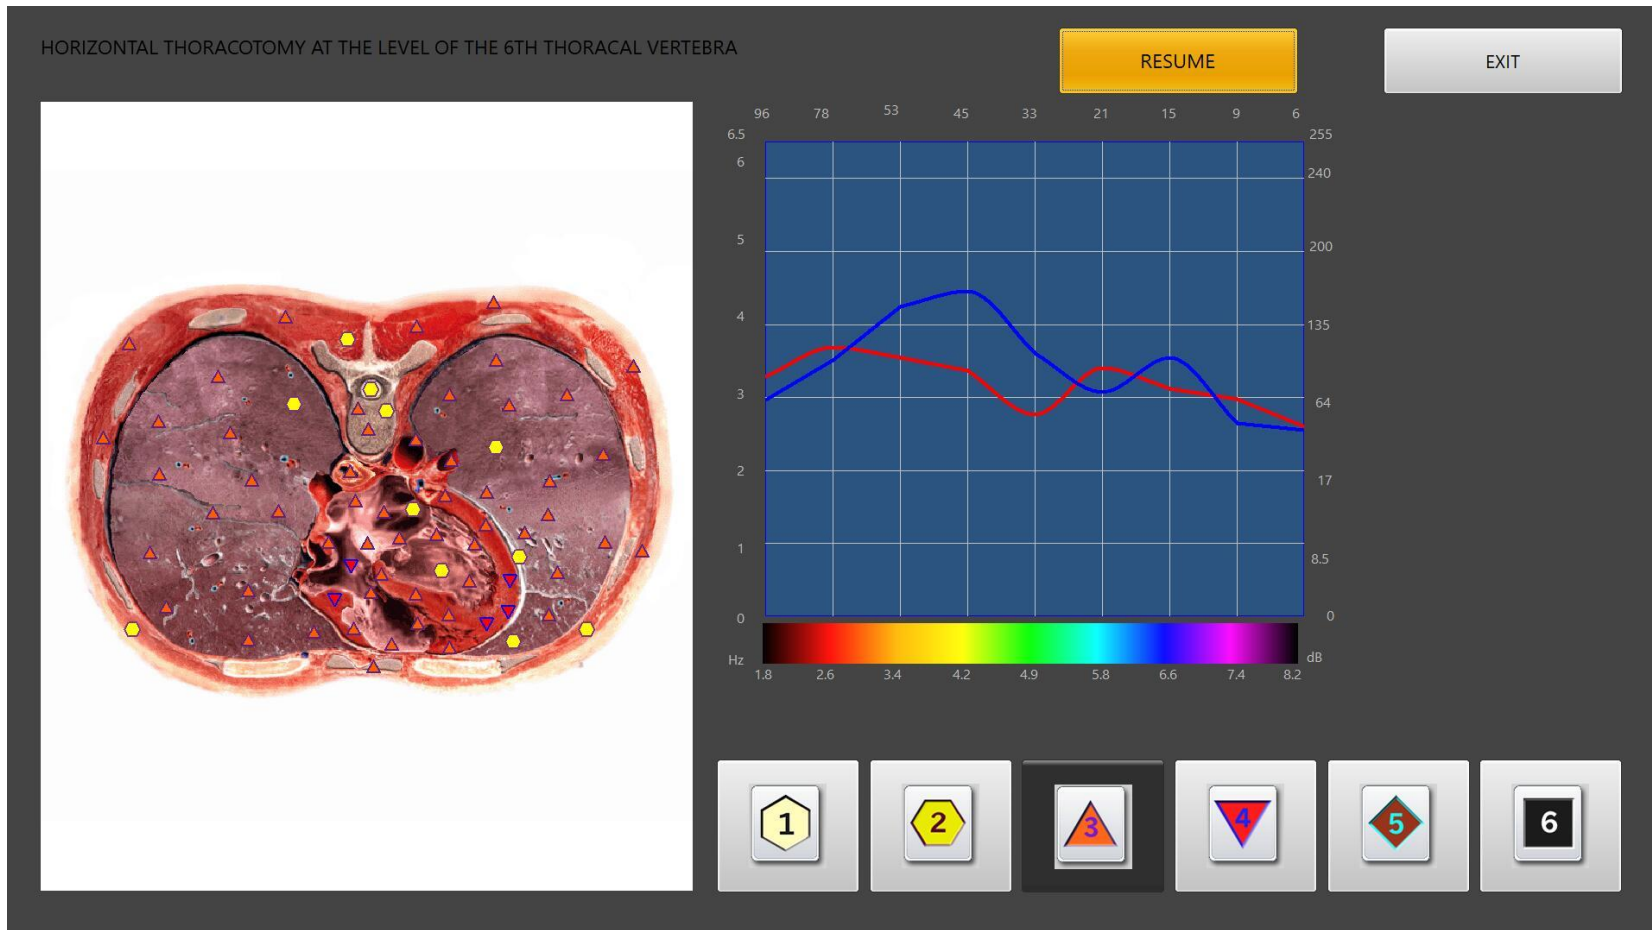 HORIZONTAL THORACOTOMY AT THE LEVEL OF THE 6TH THORACAL VERTEBRA
RESUME
EXIT
96 78 53 45 33 21 15 9 6
6.5 255
6 240
5 200
4 135
3 64
2 17
1 8.5
0 0
Hz dB
1.8 2.6 3.4 4.2 4.9 5.8 6.6 7.4 8.2
1 2 3 4 5 6